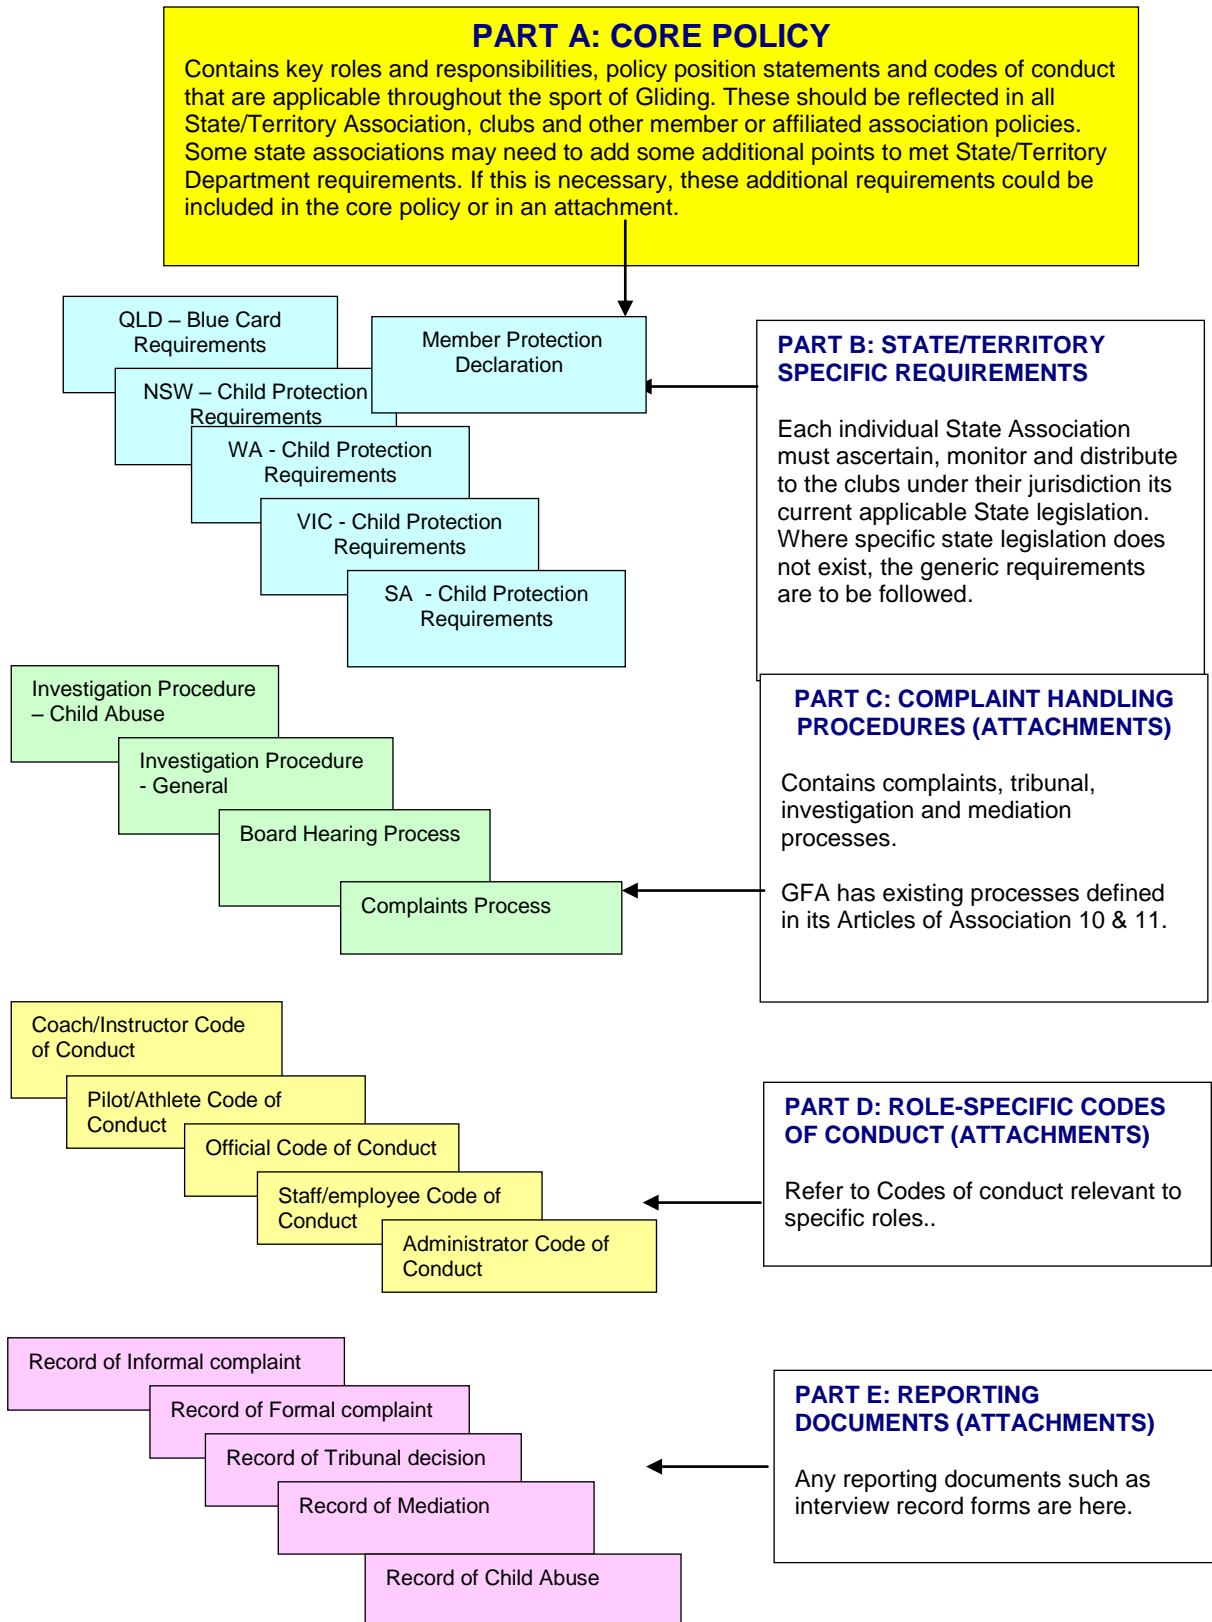 PART A: CORE POLICY
Contains key roles and responsibilities, policy position statements and codes of conduct
that are applicable throughout the sport of Gliding. These should be reflected in all
State/Territory Association, clubs and other member or affiliated association policies.
Some state associations may need to add some additional points to met State/Territory
Department requirements. If this is necessary, these additional requirements could be
included in the core policy or in an attachment.
QLD – Blue Card
Requirements
Member Protection
Declaration
NSW – Child Protection
Requirements
WA - Child Protection
Requirements
VIC - Child Protection
Requirements
SA - Child Protection
Requirements
PART B: STATE/TERRITORY
SPECIFIC REQUIREMENTS
Each individual State Association
must ascertain, monitor and distribute
to the clubs under their jurisdiction its
current applicable State legislation.
Where specific state legislation does
not exist, the generic requirements
are to be followed.
Investigation Procedure
– Child Abuse
Investigation Procedure
- General
Board Hearing Process
Complaints Process
PART C: COMPLAINT HANDLING
PROCEDURES (ATTACHMENTS)
Contains complaints, tribunal,
investigation and mediation
processes.
GFA has existing processes defined
in its Articles of Association 10 & 11.
Coach/Instructor Code
of Conduct
Pilot/Athlete Code of
Conduct
Official Code of Conduct
Staff/employee Code of
Conduct
Administrator Code of
Conduct
PART D: ROLE-SPECIFIC CODES
OF CONDUCT (ATTACHMENTS)
Refer to Codes of conduct relevant to
specific roles..
Record of Informal complaint
Record of Formal complaint
Record of Tribunal decision
Record of Mediation
Record of Child Abuse
PART E: REPORTING
DOCUMENTS (ATTACHMENTS)
Any reporting documents such as
interview record forms are here.